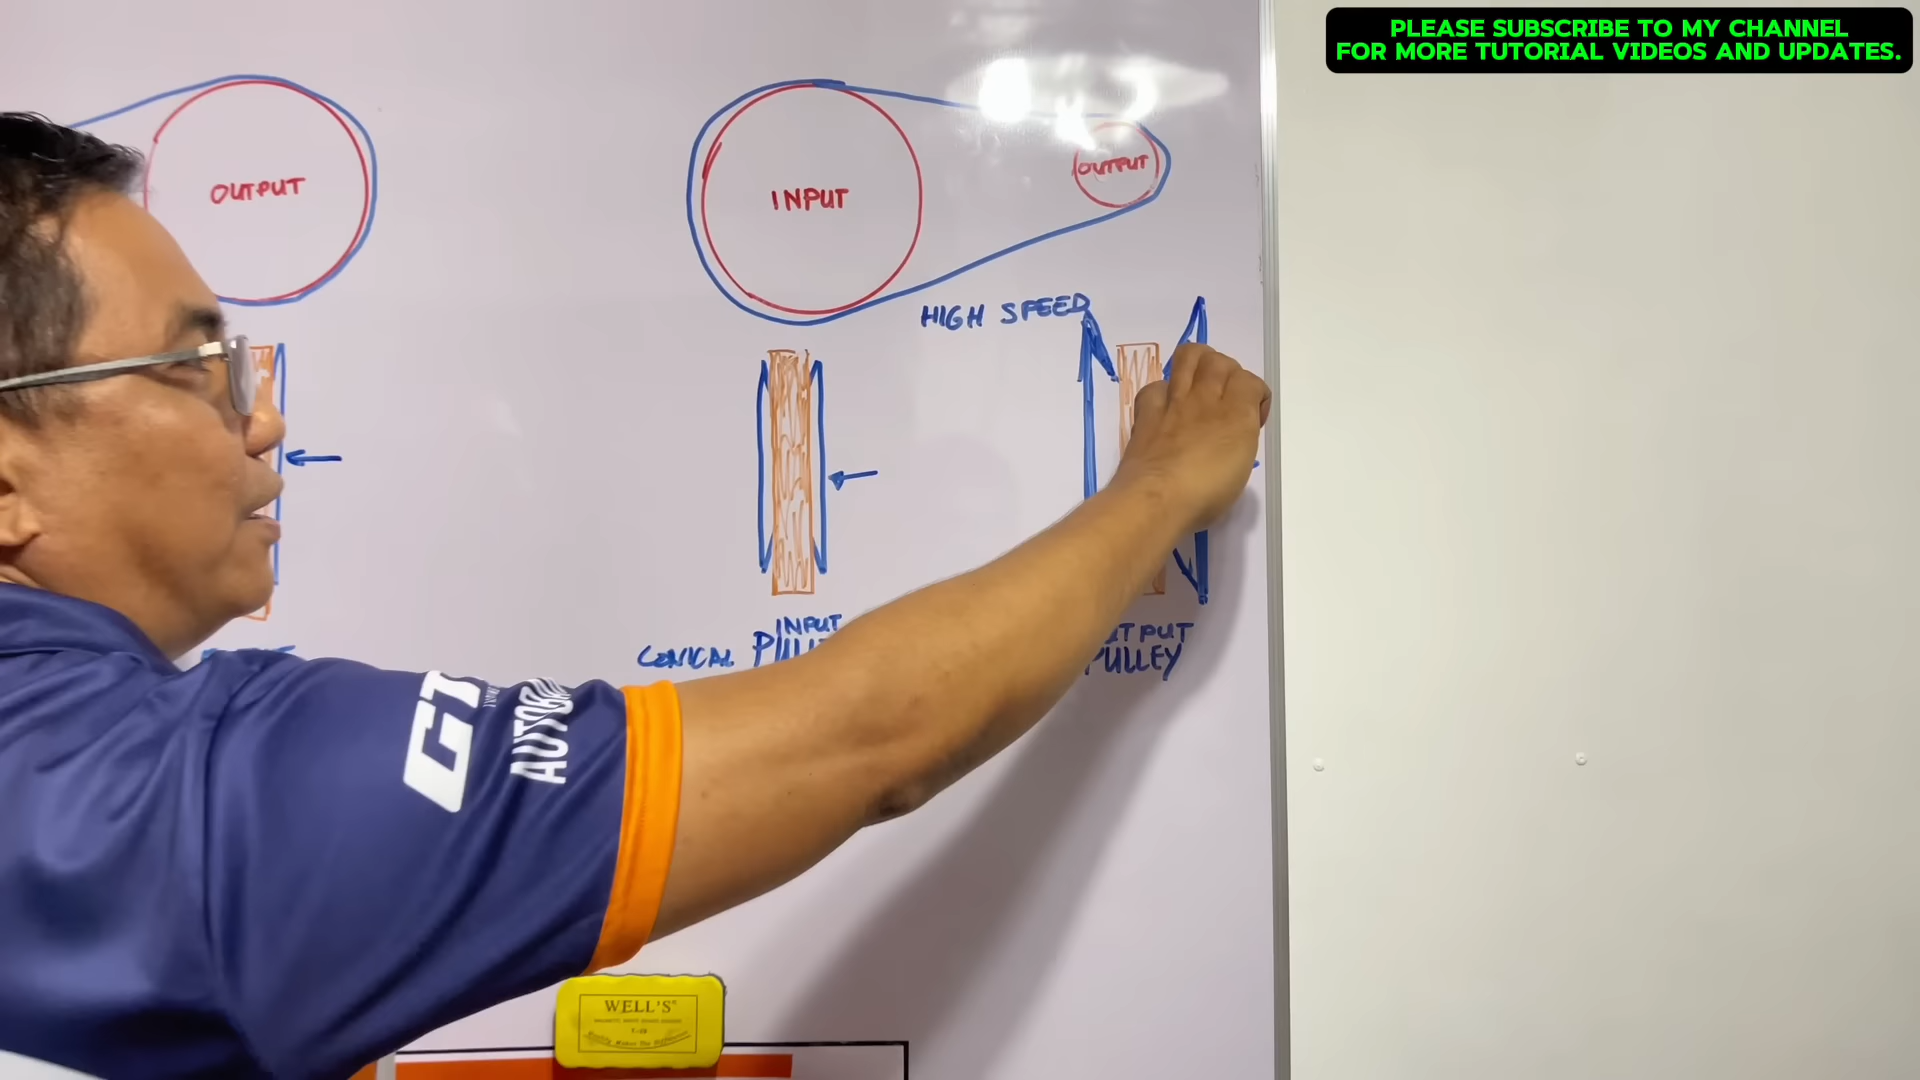 PLEASE SUBSCRIBE TO MY CHANNEL
FOR MORE TUTORIAL VIDEOS AND UPDATES.
OUTPUT
INPUT
OUTPUT
HIGH SPEED
INPUT
CONICAL
PULLEY
GT
WELL'S